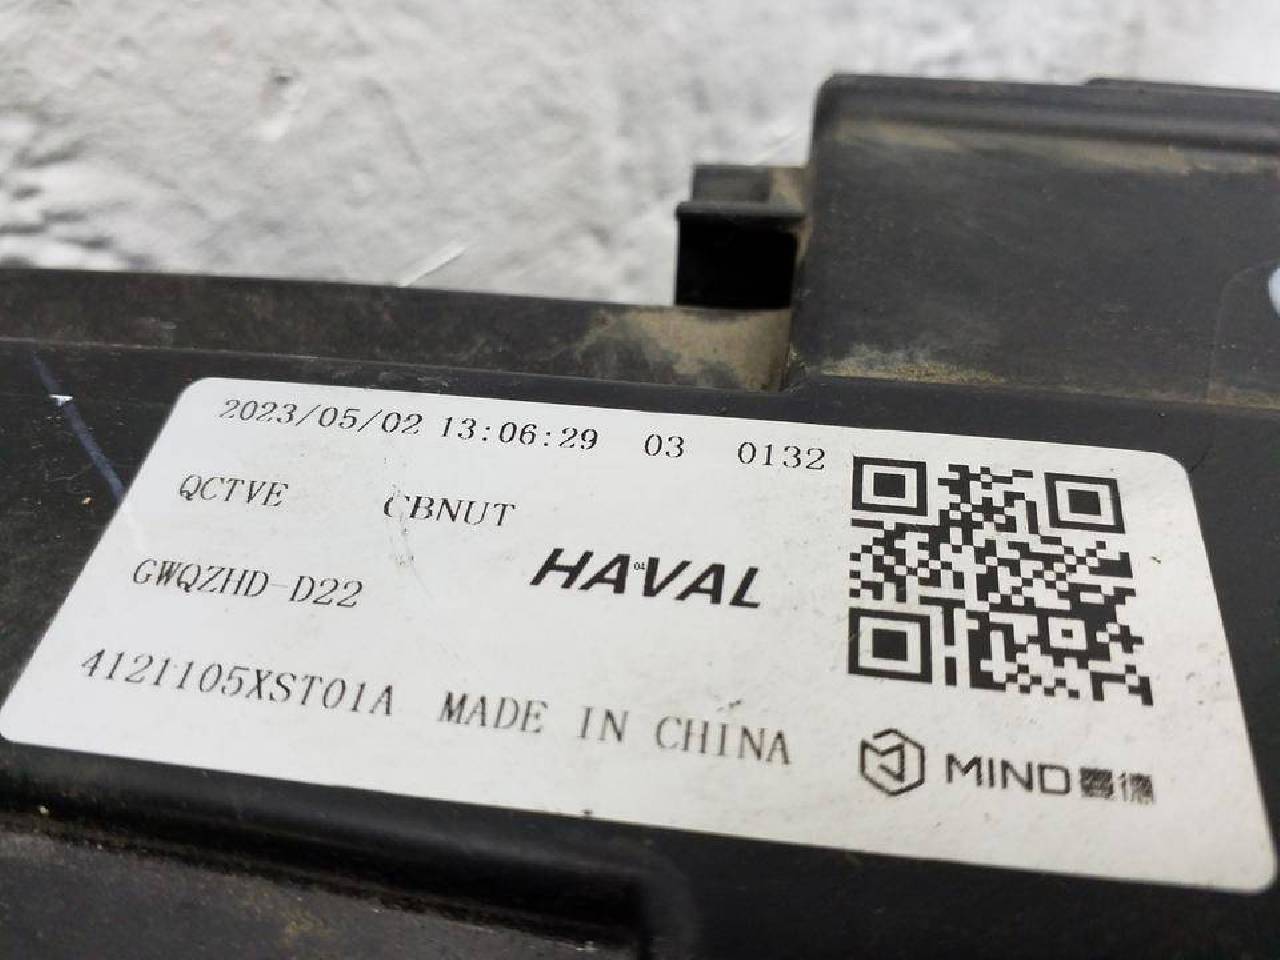 2023/05/02 13:06:29 03 0132
QCTVE CBNUT
GWQZHD-D22
HAVAL
4121105XST01A MADE IN CHINA
MIND